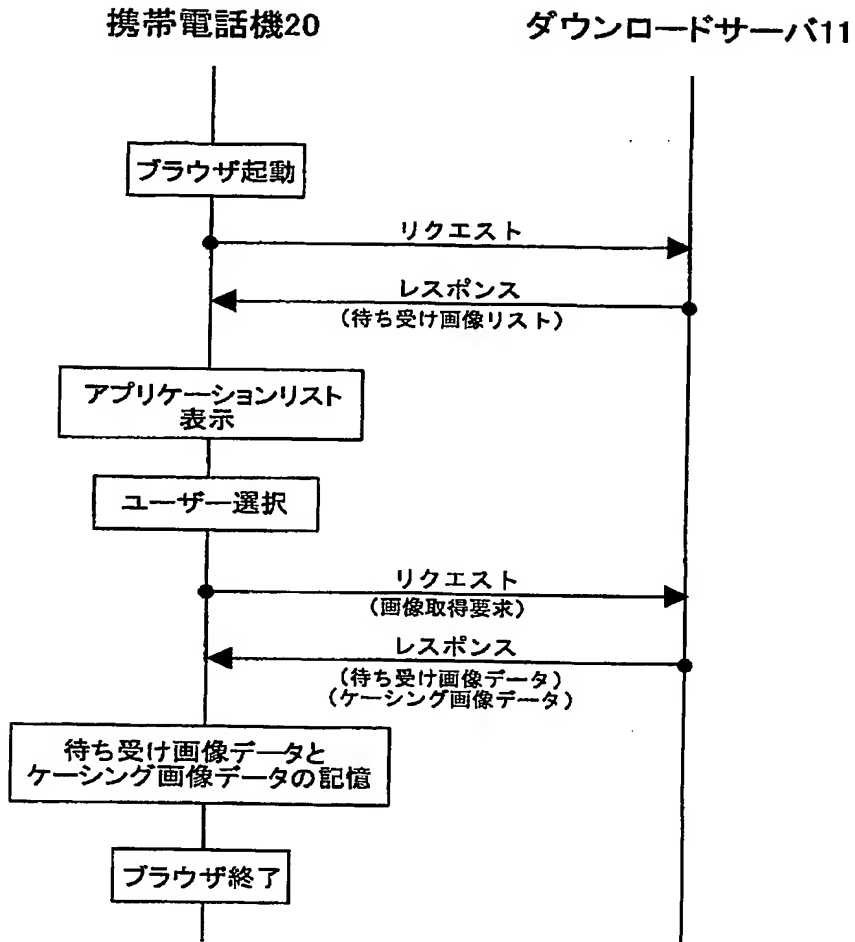 携帯電話機20
ダウンロードサーバ11
ブラウザ起動
リクエスト
レスポンス
(待ち受け画像リスト)
アプリケーションリスト
表示
ユーザー選択
リクエスト
(画像取得要求)
レスポンス
(待ち受け画像データ)
(ケーシング画像データ)
待ち受け画像データと
ケーシング画像データの記憶
ブラウザ終了